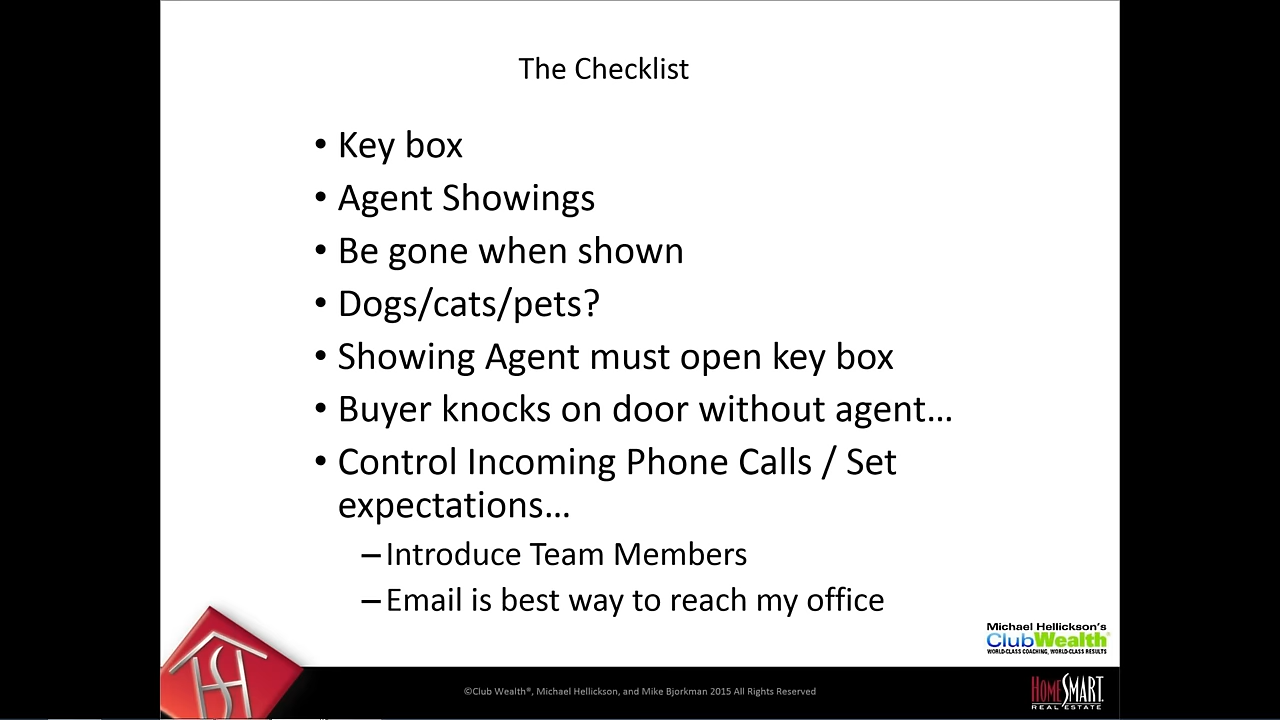 The Checklist
• Key box
• Agent Showings
• Be gone when shown
• Dogs/cats/pets?
• Showing Agent must open key box
• Buyer knocks on door without agent…
• Control Incoming Phone Calls / Set
expectations…
– Introduce Team Members
– Email is best way to reach my office
Michael Hellickson's
ClubWealth®
WORLD-CLASS COACHING, WORLD-CLASS RESULTS
©Club Wealth®, Michael Hellickson, and Mike Bjorkman 2015 All Rights Reserved
HOMESMART
REAL ESTATE